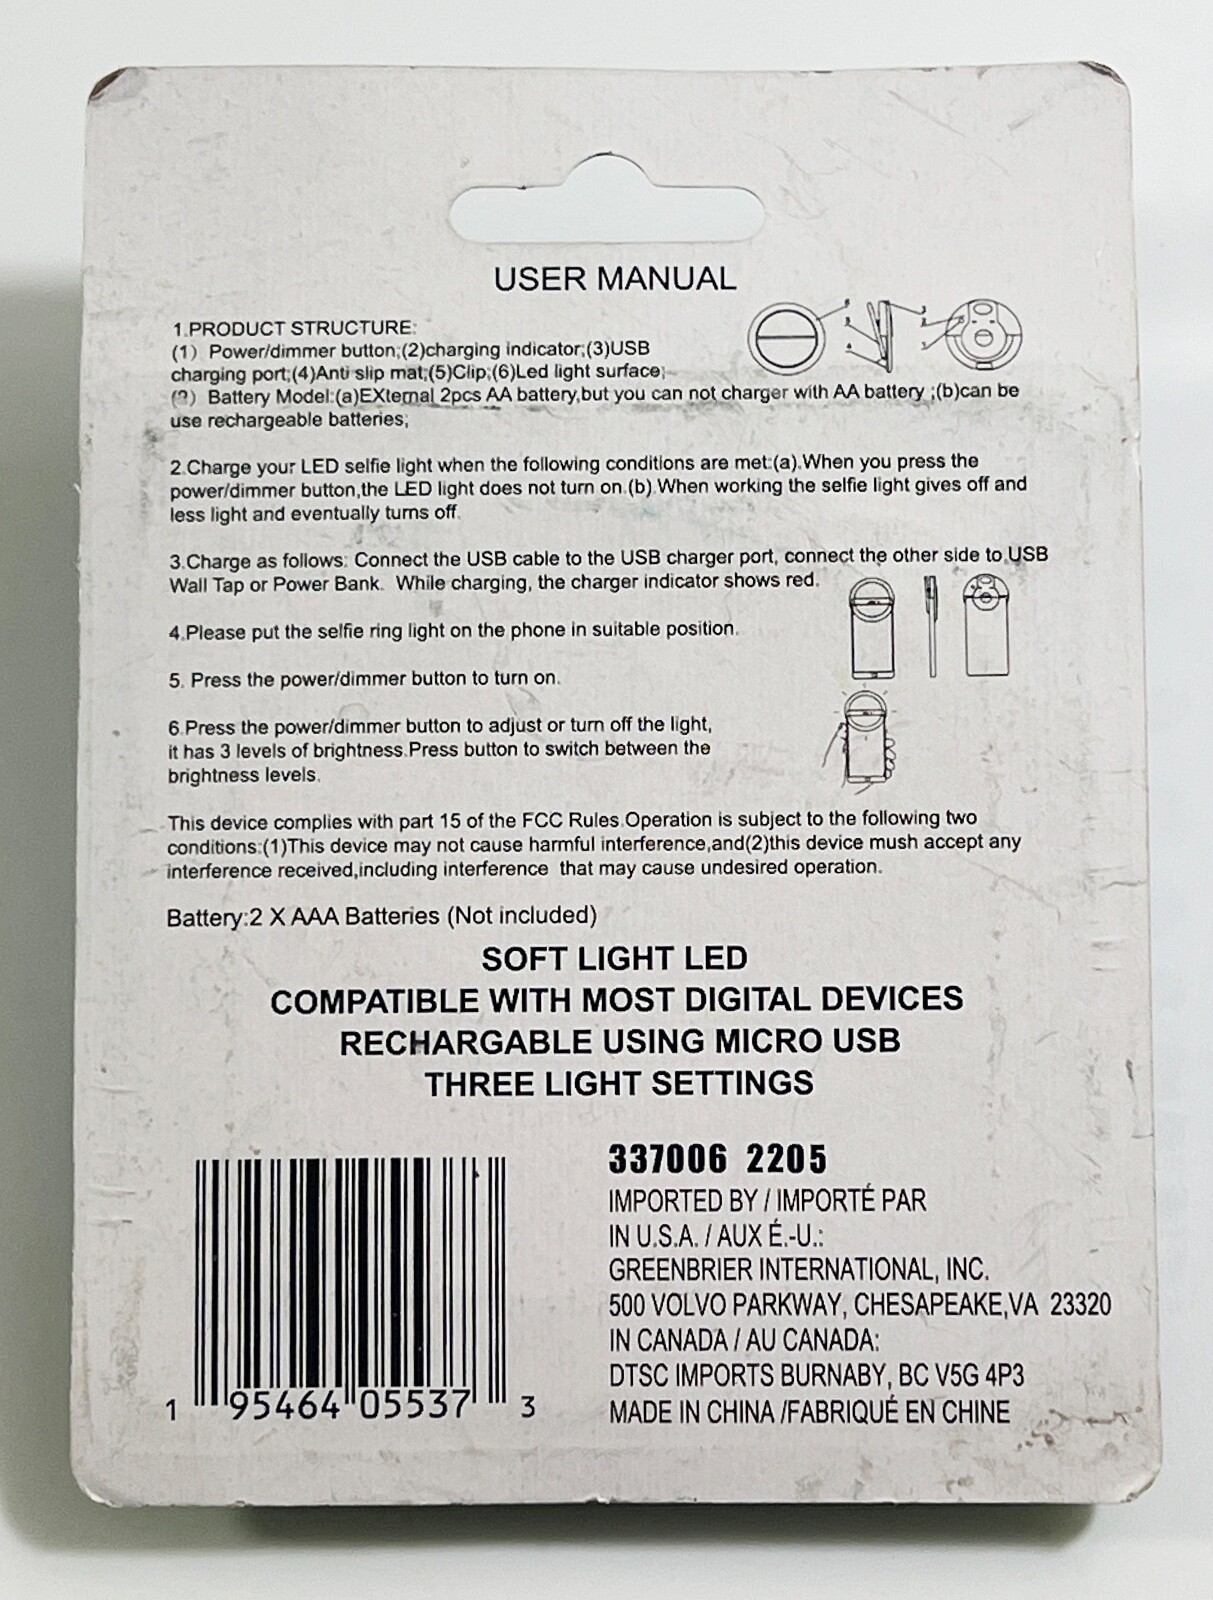 USER MANUAL
1.PRODUCT STRUCTURE:
(1) Power/dimmer button;(2)charging indicator;(3)USB
charging port;(4)Anti slip mat;(5)Clip;(6)Led light surface;
(2) Battery Model:(a)EXternal 2pcs AA battery,but you can not charger with AA battery ;(b)can be
use rechargeable batteries;
2.Charge your LED selfie light when the following conditions are met:(a).When you press the
power/dimmer button,the LED light does not turn on.(b).When working the selfie light gives off and
less light and eventually turns off.
3.Charge as follows: Connect the USB cable to the USB charger port, connect the other side to USB
Wall Tap or Power Bank. While charging, the charger indicator shows red.
4.Please put the selfie ring light on the phone in suitable position.
5. Press the power/dimmer button to turn on.
6.Press the power/dimmer button to adjust or turn off the light,
it has 3 levels of brightness.Press button to switch between the
brightness levels.
This device complies with part 15 of the FCC Rules.Operation is subject to the following two
conditions:(1)This device may not cause harmful interference,and(2)this device mush accept any
interference received,including interference that may cause undesired operation.
Battery:2 X AAA Batteries (Not included)
SOFT LIGHT LED
COMPATIBLE WITH MOST DIGITAL DEVICES
RECHARGABLE USING MICRO USB
THREE LIGHT SETTINGS
1 95464 05537 3
337006 2205
IMPORTED BY / IMPORTÉ PAR
IN U.S.A. / AUX É.-U.:
GREENBRIER INTERNATIONAL, INC.
500 VOLVO PARKWAY, CHESAPEAKE,VA 23320
IN CANADA / AU CANADA:
DTSC IMPORTS BURNABY, BC V5G 4P3
MADE IN CHINA /FABRIQUÉ EN CHINE